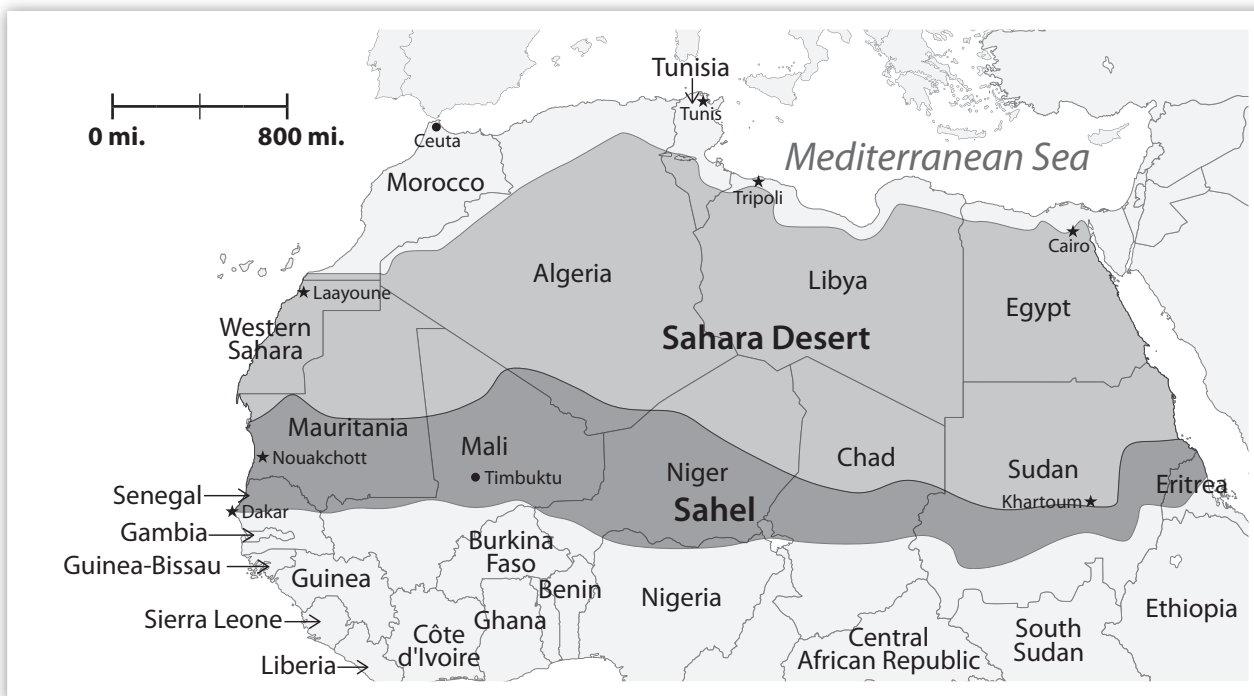 Tunisia
Tunis
0 mi.
800 mi.
Ceuta
Mediterranean Sea
Morocco
Tripoli
Cairo
Algeria
Libya
Laayoune
Egypt
Western
Sahara
Sahara Desert
Mauritania
Mali
Nouakchott
Timbuktu
Niger
Chad
Sudan
Senegal
Eritrea
Khartoum
Dakar
Sahel
Gambia
Burkina
Faso
Guinea-Bissau
Guinea
Benin
Nigeria
Ethiopia
Sierra Leone
Ghana
Côte
d'Ivoire
Central
African Republic
South
Sudan
Liberia